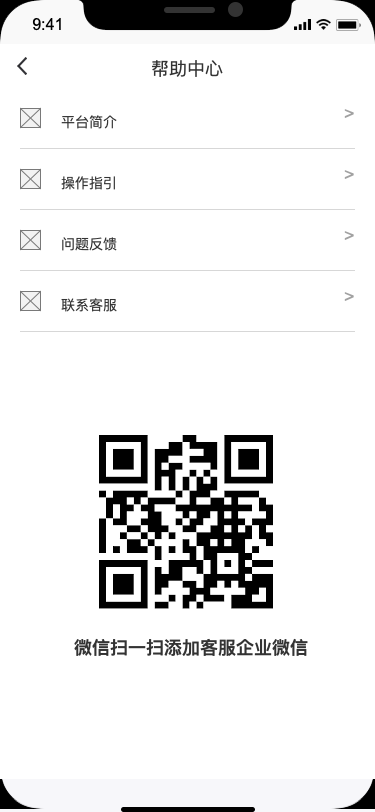 9:41
帮助中心
平台简介
>
操作指引
>
问题反馈
>
联系客服
>
微信扫一扫添加客服企业微信